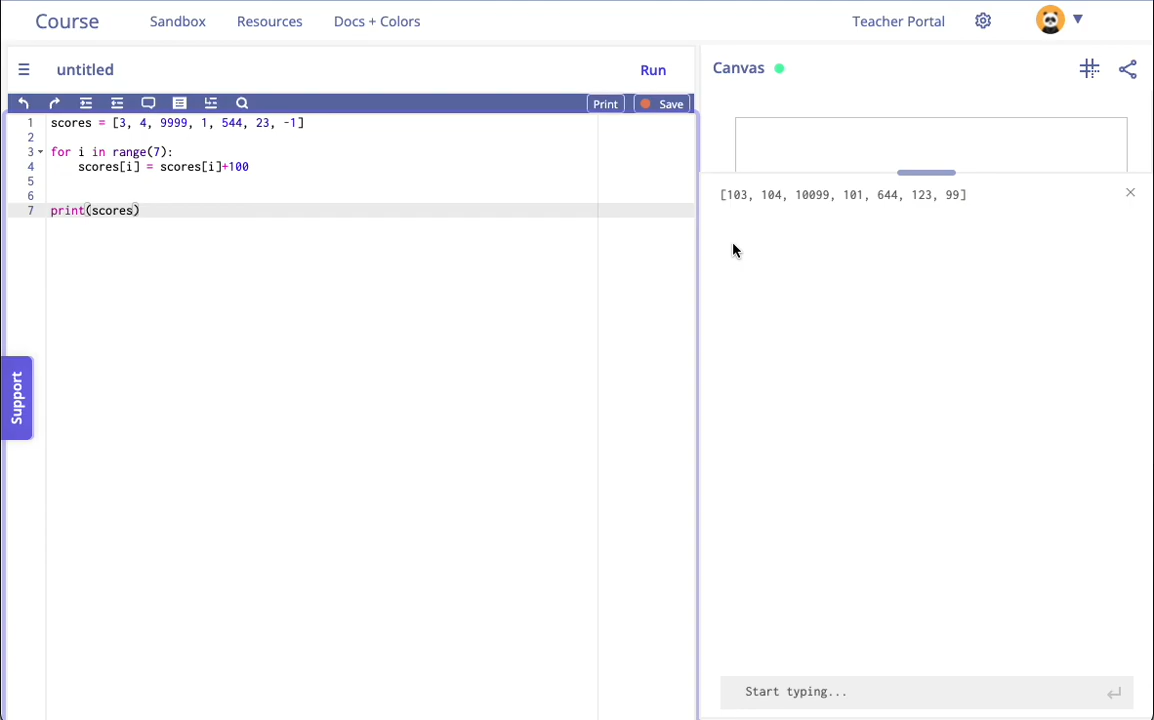 Course Sandbox Resources Docs + Colors Teacher Portal
untitled Run
Canvas
Print Save
1 scores = [3, 4, 9999, 1, 544, 23, -1]
2
3 for i in range(7):
4 scores[i] = scores[i]+100
5
6
7 print(scores)
[103, 104, 10099, 101, 644, 123, 99]
Support
Start typing...